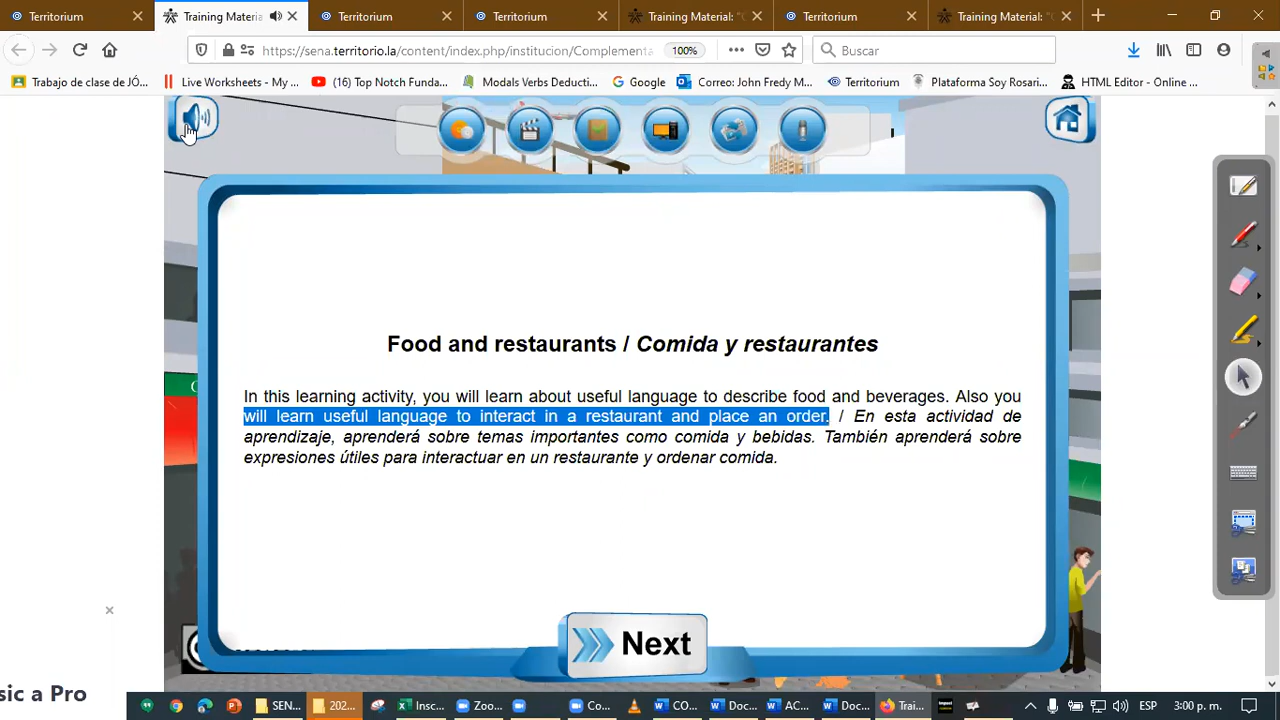 Territorium
Training Materia
Territorium
Territorium
Training Material: "
Territorium
Training Material: "
https://sena.territorio.la/content/index.php/institucion/Complementa
100%
Buscar
Trabajo de clase de JÓ...
Live Worksheets - My ...
(16) Top Notch Funda...
Modals Verbs Deducti...
Google
Correo: John Fredy M...
Territorium
Plataforma Soy Rosari...
HTML Editor - Online ...
Food and restaurants / Comida y restaurantes
In this learning activity, you will learn about useful language to describe food and beverages. Also you
will learn useful language to interact in a restaurant and place an order. / En esta actividad de
aprendizaje, aprenderá sobre temas importantes como comida y bebidas. También aprenderá sobre
expresiones útiles para interactuar en un restaurante y ordenar comida.
Next
sic a Pro
SEN...
202...
Insc...
Zoo...
Co...
CO...
Doc...
AC...
Doc...
Trai...
ESP
3:00 p. m.